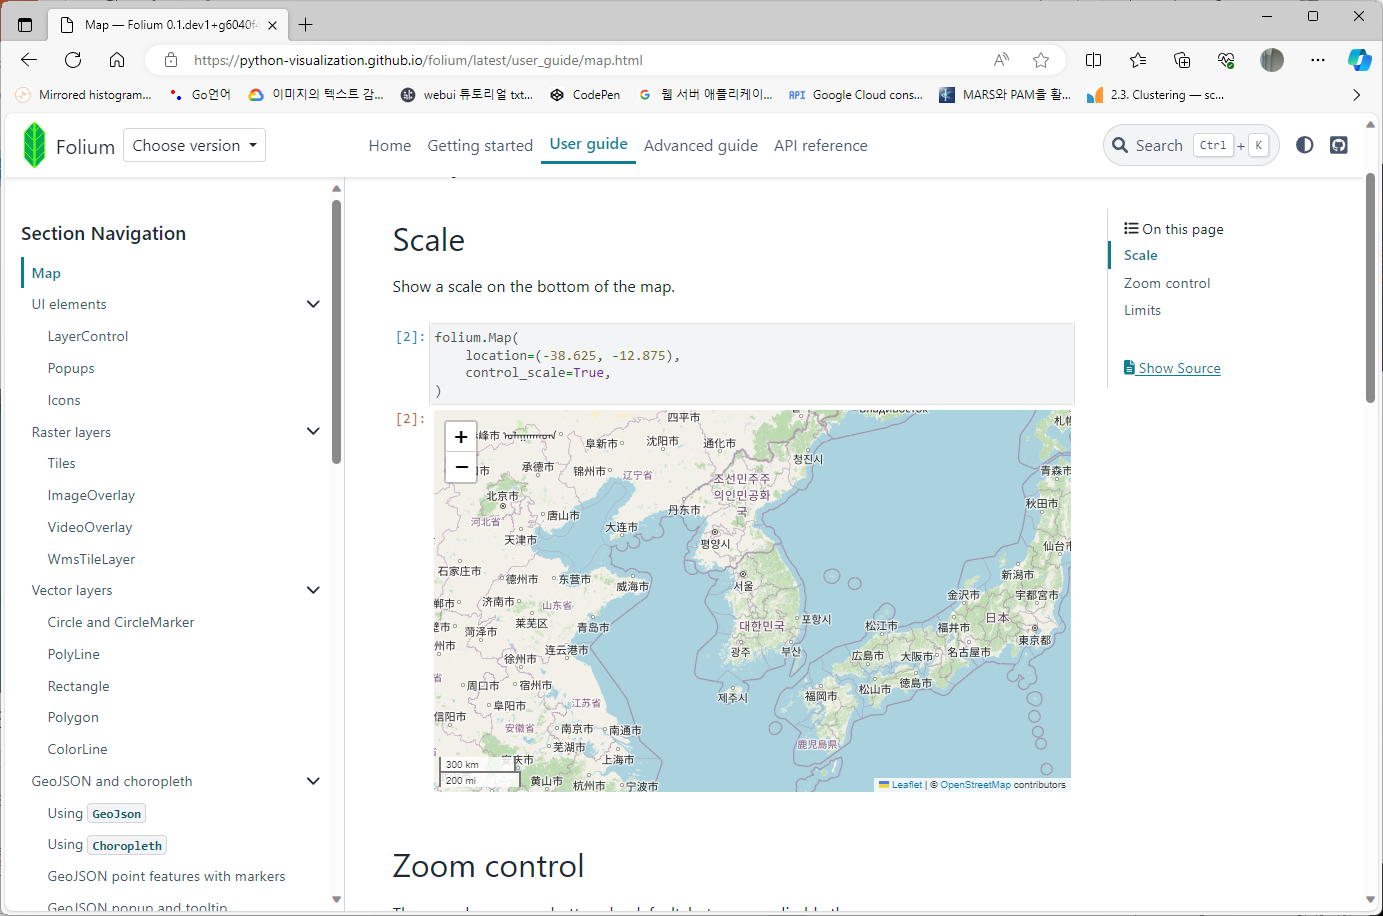 Map — Folium 0.1.dev1+g6040f4
https://python-visualization.github.io/folium/latest/user_guide/map.html
Mirrored histogram...
Go언어
이미지의 텍스트 감...
webui 튜토리얼 txt...
CodePen
웹 서버 애플리케이...
API Google Cloud cons...
MARS와 PAM을 활...
2.3. Clustering — sc...
Folium
Choose version
Home
Getting started
User guide
Advanced guide
API reference
Search Ctrl + K
Section Navigation
Map
UI elements
LayerControl
Popups
Icons
Raster layers
Tiles
ImageOverlay
VideoOverlay
WmsTileLayer
Vector layers
Circle and CircleMarker
PolyLine
Rectangle
Polygon
ColorLine
GeoJSON and choropleth
Using GeoJson
Using Choropleth
GeoJSON point features with markers
GeoJSON popup and tooltip
Scale
Show a scale on the bottom of the map.
[2]:
folium.Map(
location=(-38.625, -12.875),
control_scale=True,
)
[2]:
+
−
四平市
阜新市
沈阳市
通化市
청진시
承德市
锦州市
辽宁省
조선민주주
의인민공화
국
青森市
北京市
河北省
唐山市
丹东市
大连市
秋田市
天津市
평양시
仙台市
石家庄市
德州市
东营市
威海市
서울
新潟市
济南市
山东省
金沢市
宇都宮市
菏泽市
莱芜区
青岛市
대한민국
포항시
松江市
福井市
日本
東京都
徐州市
连云港市
광주
부산
広島市
大阪市
名古屋市
周口市
宿州市
제주시
福岡市
松山市
徳島市
信阳市
阜阳市
江苏省
安徽省
南京市
南通市
芜湖市
上海市
鹿児島県
安庆市
黄山市
杭州市
宁波市
300 km
200 mi
Leaflet | © OpenStreetMap contributors
Zoom control
On this page
Scale
Zoom control
Limits
Show Source